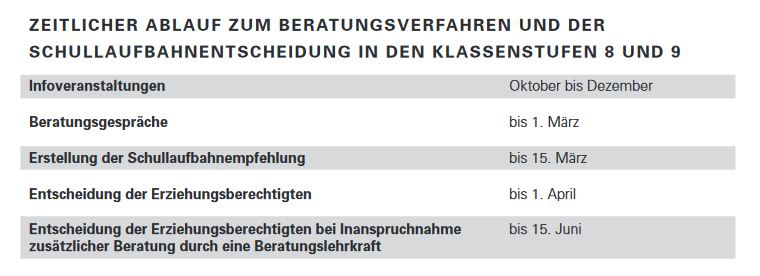 ZEITLICHER ABLAUF ZUM BERATUNGSVERFAHREN UND DER
SCHULLAUFBAHNENTSCHEIDUNG IN DEN KLASSENSTUFEN 8 UND 9
Infoveranstaltungen Oktober bis Dezember
Beratungsgespräche bis 1. März
Erstellung der Schullaufbahnempfehlung bis 15. März
Entscheidung der Erziehungsberechtigten bis 1. April
Entscheidung der Erziehungsberechtigten bei Inanspruchnahme bis 15. Juni
zusätzlicher Beratung durch eine Beratungslehrkraft